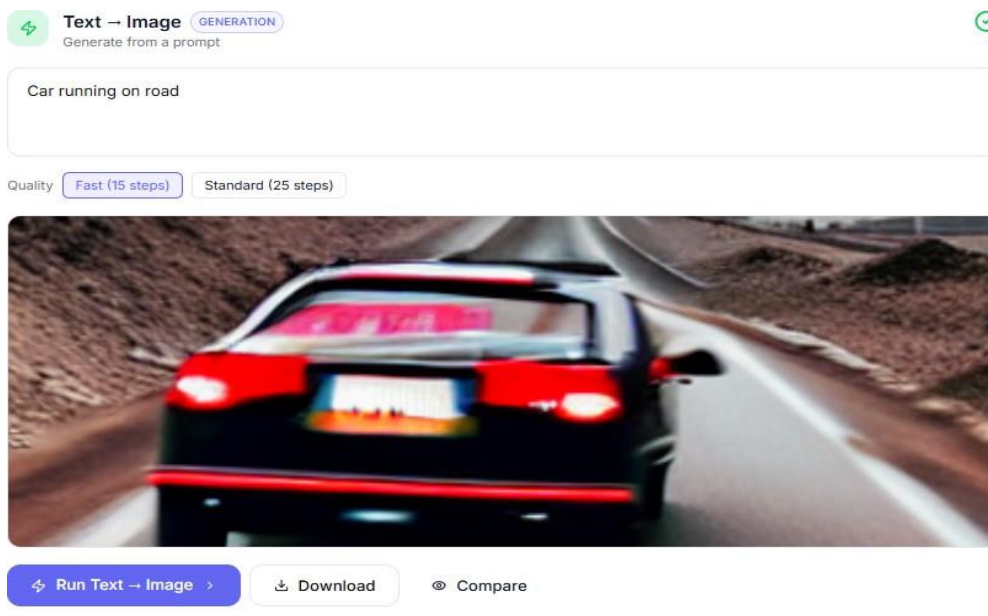 Text → Image GENERATION
Generate from a prompt
Car running on road
Quality Fast (15 steps) Standard (25 steps)
Run Text → Image Download Compare